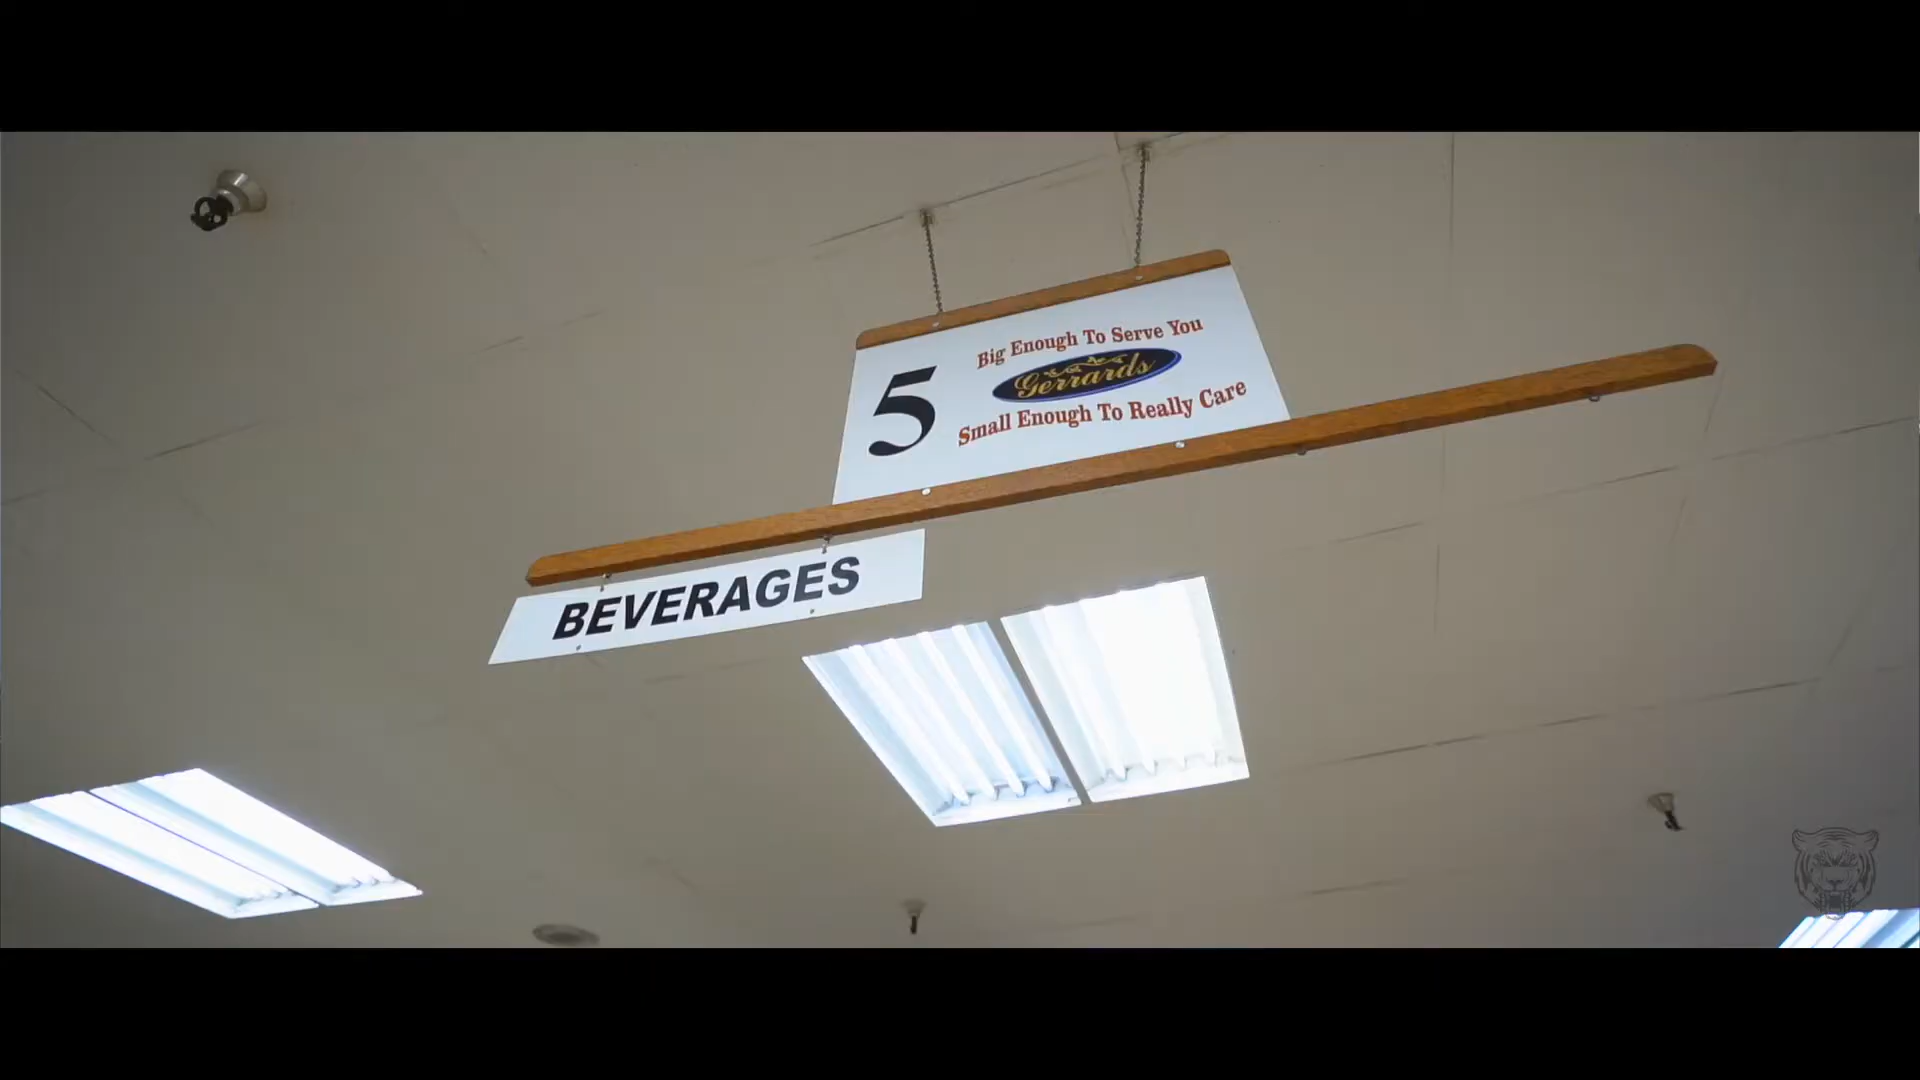 5
Big Enough To Serve You
Gerrards
Small Enough To Really Care
BEVERAGES